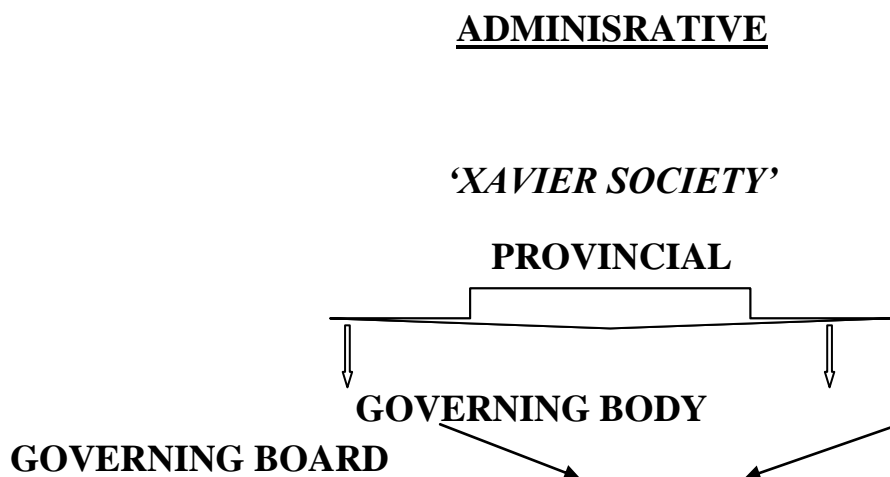 ADMINISRATIVE
‘XAVIER SOCIETY’
PROVINCIAL
GOVERNING BODY
GOVERNING BOARD